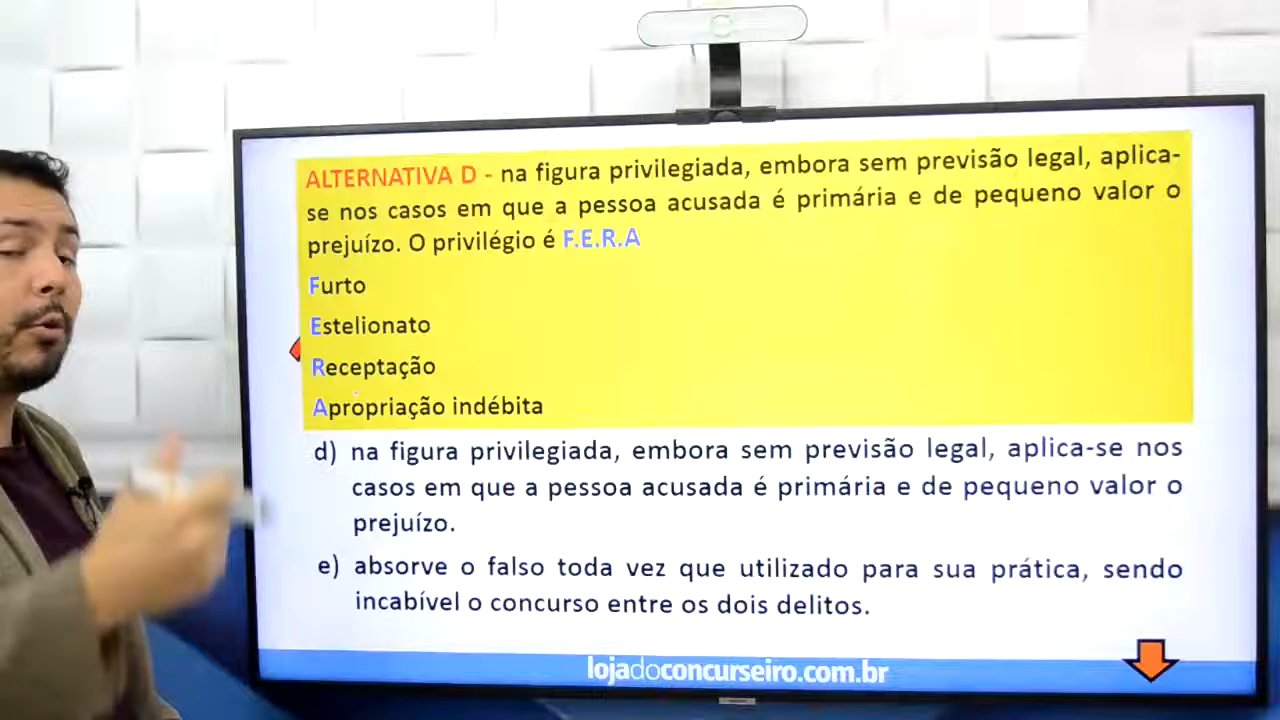 ALTERNATIVA D - na figura privilegiada, embora sem previsão legal, aplica-
se nos casos em que a pessoa acusada é primária e de pequeno valor o
prejuízo. O privilégio é F.E.R.A
Furto
Estelionato
Receptação
Apropriação indébita
d) na figura privilegiada, embora sem previsão legal, aplica-se nos
casos em que a pessoa acusada é primária e de pequeno valor o
prejuízo.
e) absorve o falso toda vez que utilizado para sua prática, sendo
incabível o concurso entre os dois delitos.
lojadoconcurseiro.com.br